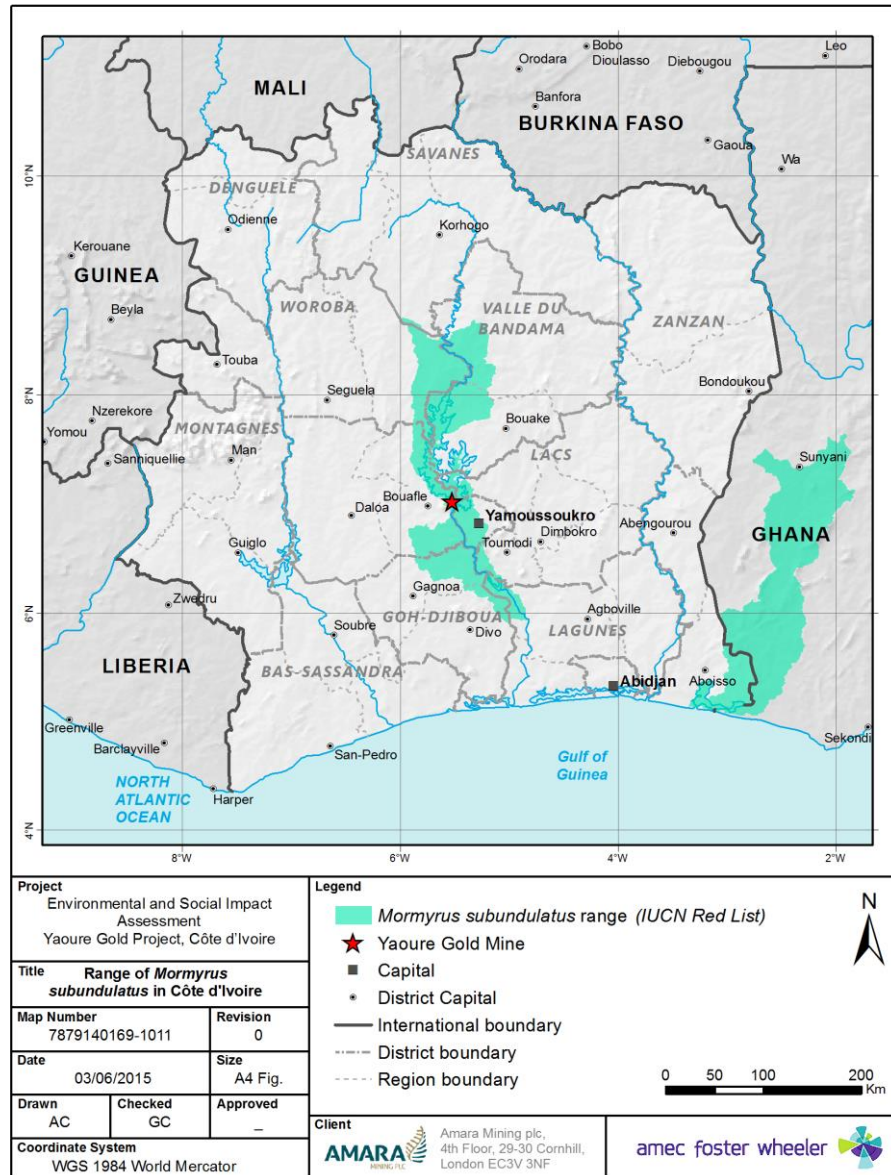 Orodara
Bobo
Dioulasso
Diebougou
Leo
MALI
Banfora
BURKINA FASO
Gaoua
Wa
SAVANES
10°N
DENGUELE
Odienne
Korhogo
Kerouane
GUINEA
Beyla
WOROBA
VALLE DU
BANDAMA
ZANZAN
Touba
Bondoukou
8°N
Seguela
Nzerekore
Yomou
MONTAGNES
Bouake
Sanniquellie
Man
LACS
Sunyani
Bouafle
Daloa
Yamoussoukro
Dimbokro
Abengourou
Toumodi
GHANA
Guiglo
Zwedru
Gagnoa
6°N
GOH-DJIBOUA
Agboville
Soubre
Divo
LAGUNES
LIBERIA
BAS-SASSANDRA
Aboisso
Abidjan
Greenville
Barclayville
San-Pedro
Sekondi
Gulf of
Guinea
NORTH
ATLANTIC
OCEAN
Harper
4°N
8°W
6°W
4°W
2°W
Project
Environmental and Social Impact
Assessment
Yaoure Gold Project, Côte d'Ivoire
Title
Range of Mormyrus
subundulatus in Côte d'Ivoire
Map Number
7879140169-1011
Revision
0
Date
03/06/2015
Size
A4 Fig.
Drawn
AC
Checked
GC
Approved
_
Coordinate System
WGS 1984 World Mercator
Legend
Mormyrus subundulatus range (IUCN Red List)
Yaoure Gold Mine
Capital
District Capital
International boundary
District boundary
Region boundary
N
0 50 100 200
Km
Client
AMARA
MINING PLC
Amara Mining plc,
4th Floor, 29-30 Cornhill,
London EC3V 3NF
amec foster wheeler